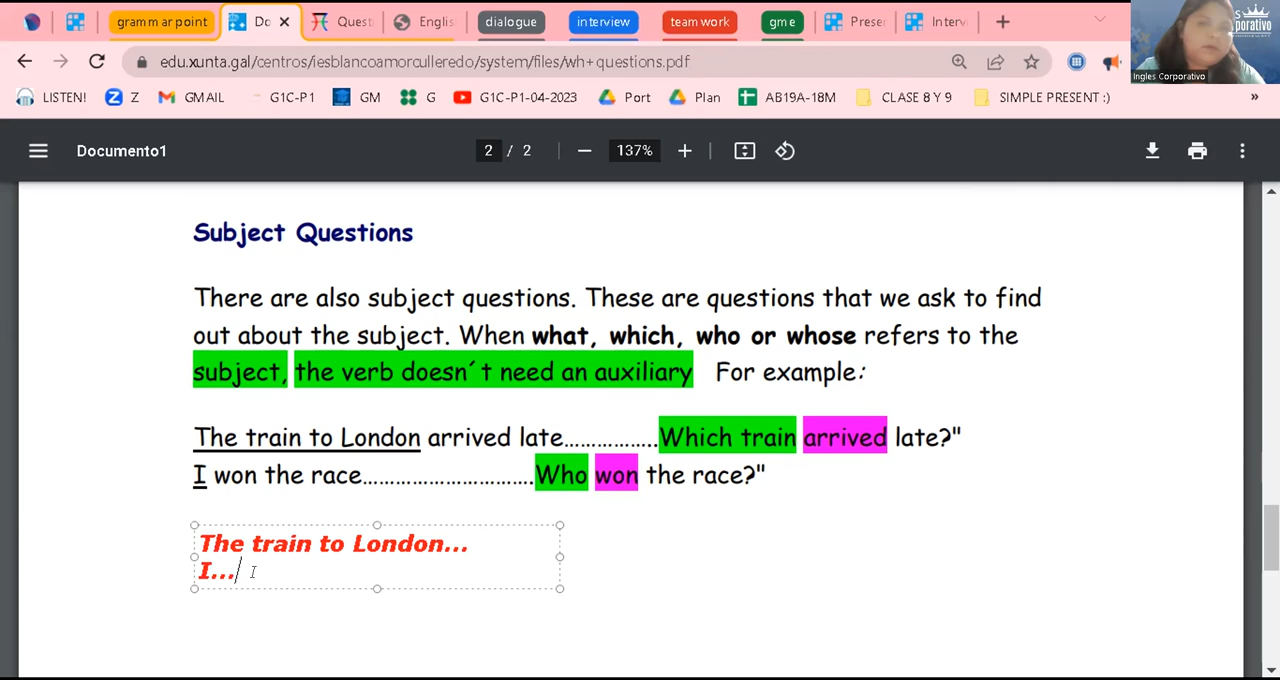 grammar point
Do
Questi
Englis
dialogue
interview
team work
gme
Preser
Interv
edu.xunta.gal/centros/iesblancoamorculleredo/system/files/wh+questions.pdf
LISTEN!
Z
GMAIL
G1C-P1
GM
G
G1C-P1-04-2023
Port
Plan
AB19A-18M
CLASE 8 Y 9
SIMPLE PRESENT :)
»
S
rporativo
Ingles Corporativo
Documento1
2 / 2
137%
Subject Questions
There are also subject questions. These are questions that we ask to find
out about the subject. When what, which, who or whose refers to the
subject, the verb doesn´t need an auxiliary For example:
The train to London arrived late……………..Which train arrived late?"
I won the race………………………….Who won the race?"
The train to London...
I...